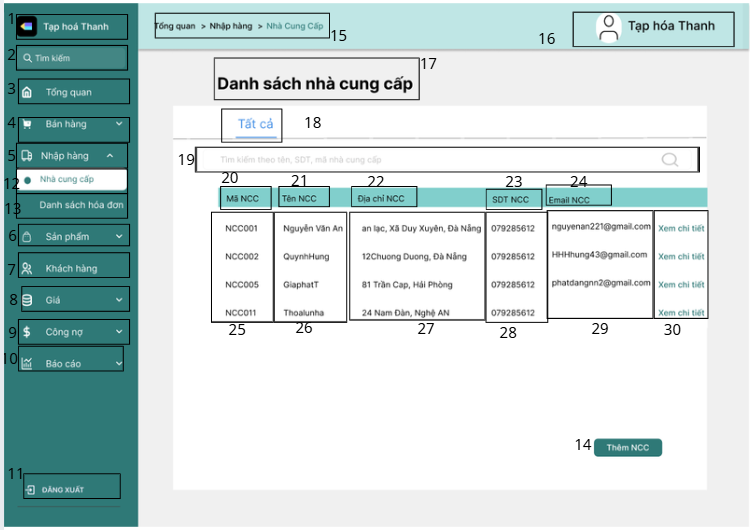 1 Tạp hoá Thanh
2 Tìm kiếm
3 Tổng quan
4 Bán hàng
5 Nhập hàng
12 Nhà cung cấp
13 Danh sách hóa đơn
6 Sản phẩm
7 Khách hàng
8 Giá
9 $ Công nợ
10 Báo cáo
11 ĐĂNG XUẤT
Tổng quan > Nhập hàng > Nhà Cung Cấp 15
16 Tạp hóa Thanh
17
Danh sách nhà cung cấp
Tất cả 18
19 Tìm kiếm theo tên, SDT, mã nhà cung cấp
20 21 22 23 24
Mã NCC Tên NCC Địa chỉ NCC SDT NCC Email NCC
NCC001 Nguyễn Văn An an lạc, Xã Duy Xuyên, Đà Nẵng 079285612 nguyenan221@gmail.com Xem chi tiết
NCC002 QuynhHung 12Chuong Duong, Đà Nẵng 079285612 HHHhung43@gmail.com Xem chi tiết
NCC005 GiaphatT 81 Trần Cap, Hải Phòng 079285612 phatdangnn2@gmail.com Xem chi tiết
NCC011 Thoalunha 24 Nam Đàn, Nghệ AN 079285612 Xem chi tiết
25 26 27 28 29 30
14 Thêm NCC